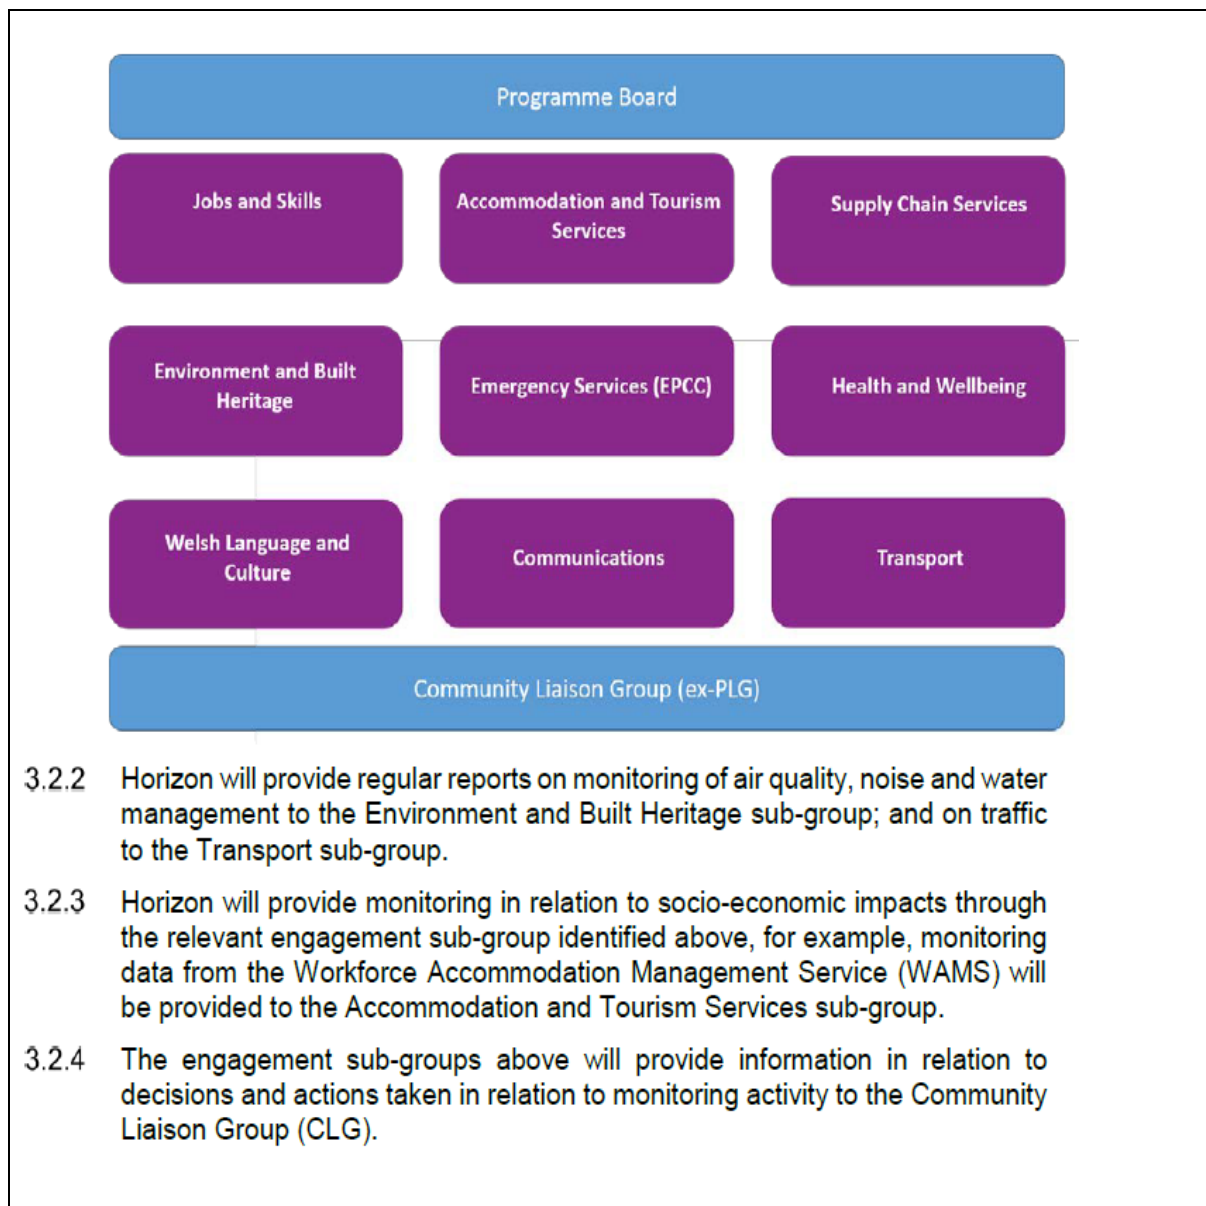 Programme Board
Jobs and Skills
Accommodation and Tourism
Services
Supply Chain Services
Environment and Built
Heritage
Emergency Services (EPCC)
Health and Wellbeing
Welsh Language and
Culture
Communications
Transport
Community Liaison Group (ex-PLG)
3.2.2 Horizon will provide regular reports on monitoring of air quality, noise and water
management to the Environment and Built Heritage sub-group; and on traffic
to the Transport sub-group.
3.2.3 Horizon will provide monitoring in relation to socio-economic impacts through
the relevant engagement sub-group identified above, for example, monitoring
data from the Workforce Accommodation Management Service (WAMS) will
be provided to the Accommodation and Tourism Services sub-group.
3.2.4 The engagement sub-groups above will provide information in relation to
decisions and actions taken in relation to monitoring activity to the Community
Liaison Group (CLG).